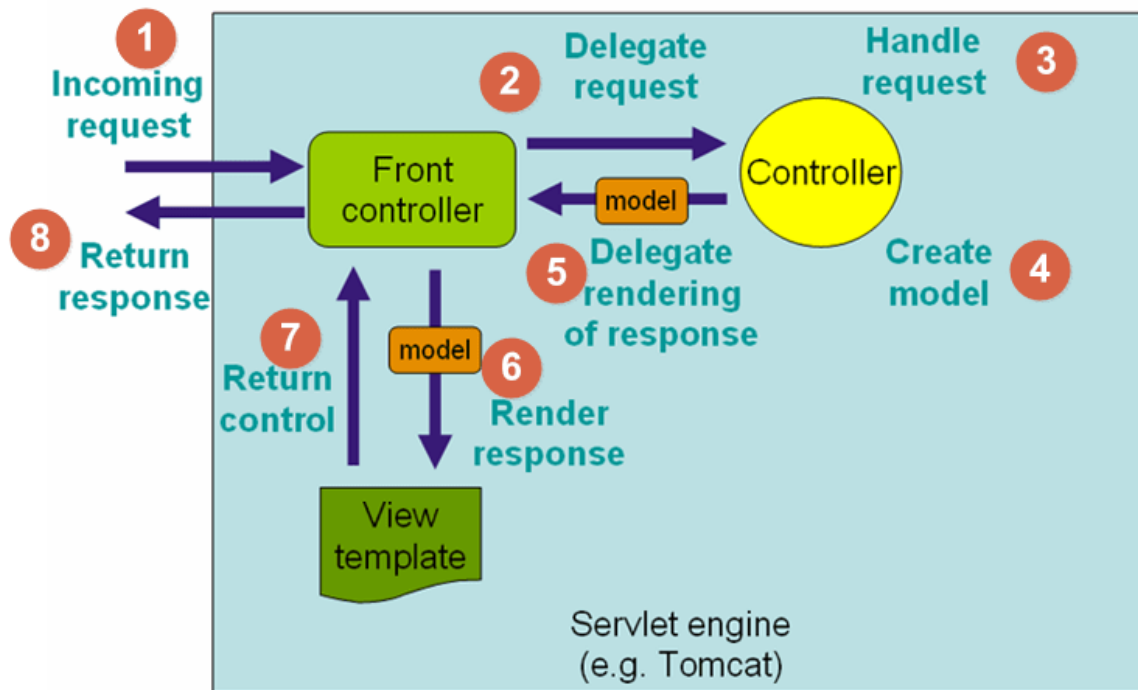 1
Incoming
request
2
Delegate
request
Handle
request
3
Front
controller
Controller
model
8
Return
response
5
Delegate
rendering
of response
Create
model
4
7
Return
control
model
6
Render
response
View
template
Servlet engine
(e.g. Tomcat)